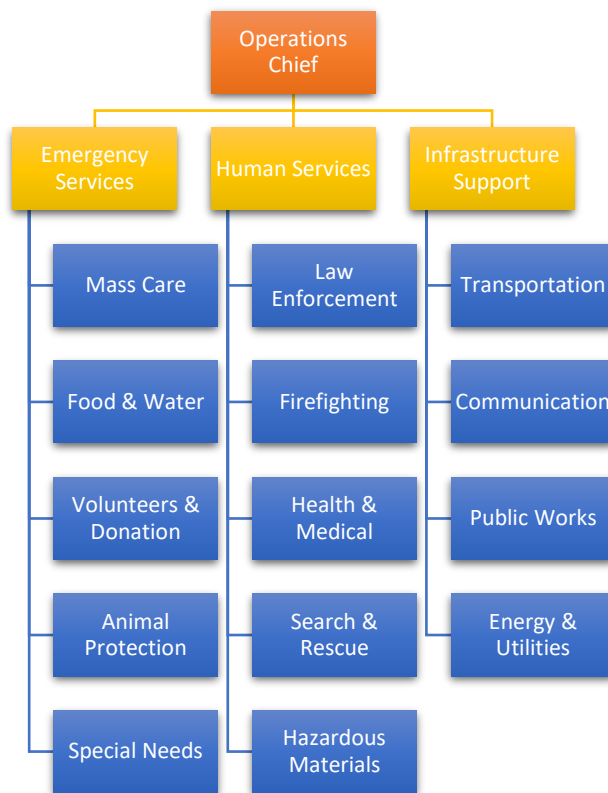 Operations
Chief
Emergency
Services
Human Services
Infrastructure
Support
Mass Care
Food & Water
Volunteers &
Donation
Animal
Protection
Special Needs
Law
Enforcement
Firefighting
Health &
Medical
Search &
Rescue
Hazardous
Materials
Transportation
Communication
Public Works
Energy &
Utilities